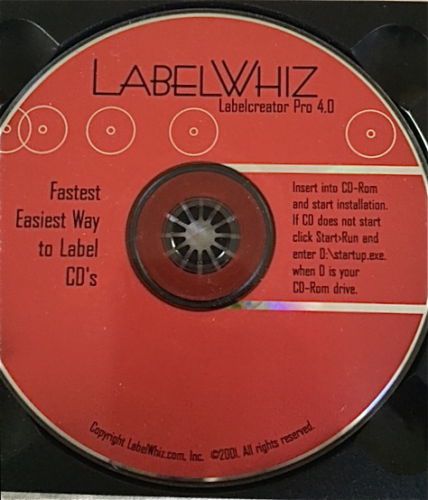 LABELWHIZ
Labelcreator Pro 4.0
Fastest
Easiest Way
to Label
CD's
Insert into CD-Rom
and start installation.
If CD does not start
click Start>Run and
enter D:\startup.exe.
when D is your
CD-Rom drive.
Copyright LabelWhiz.com, Inc. ©2001. All rights reserved.